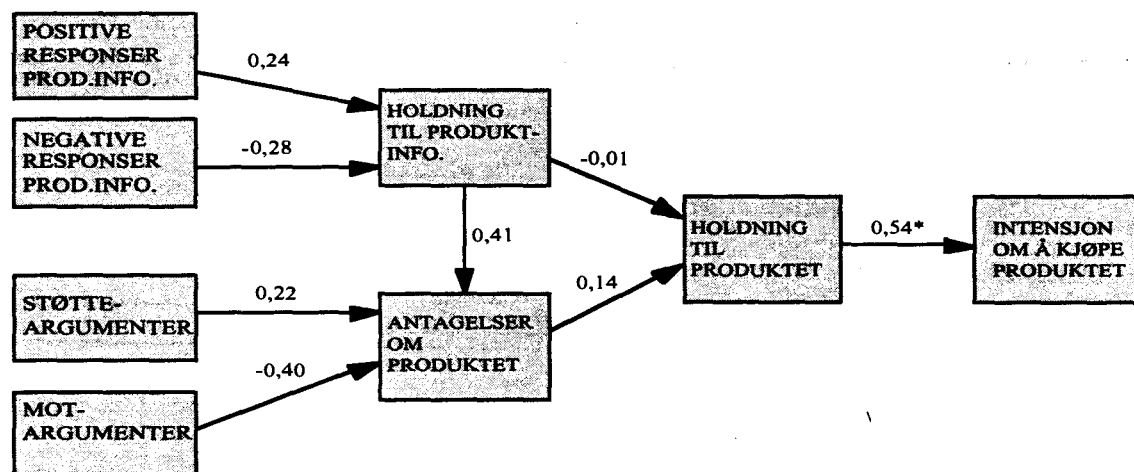 POSITIVE
RESPONSER
PROD.INFO.
0,24
NEGATIVE
RESPONSER
PROD.INFO.
-0,28
HOLDNING
TIL PRODUKT-
INFO.
-0,01
0,41
STØTTE-
ARGUMENTER
0,22
MOT-
ARGUMENTER
-0,40
ANTAGELSER
OM
PRODUKTET
0,14
HOLDNING
TIL
PRODUKTET
0,54*
INTENSJON
OM Å KJØPE
PRODUKTET